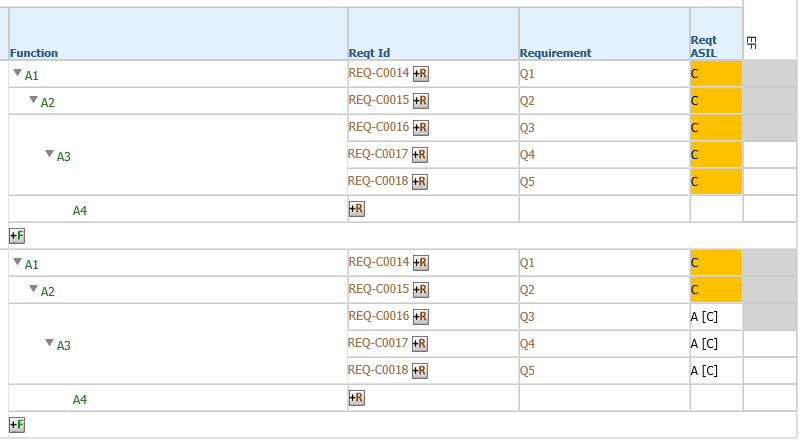 Function Reqt Id Requirement Reqt ASIL EF
▼ A1 REQ-C0014 +R Q1 C
▼ A2 REQ-C0015 +R Q2 C
REQ-C0016 +R Q3 C
▼ A3 REQ-C0017 +R Q4 C
REQ-C0018 +R Q5 C
A4 +R
+F
▼ A1 REQ-C0014 +R Q1 C
▼ A2 REQ-C0015 +R Q2 C
REQ-C0016 +R Q3 A [C]
▼ A3 REQ-C0017 +R Q4 A [C]
REQ-C0018 +R Q5 A [C]
A4 +R
+F